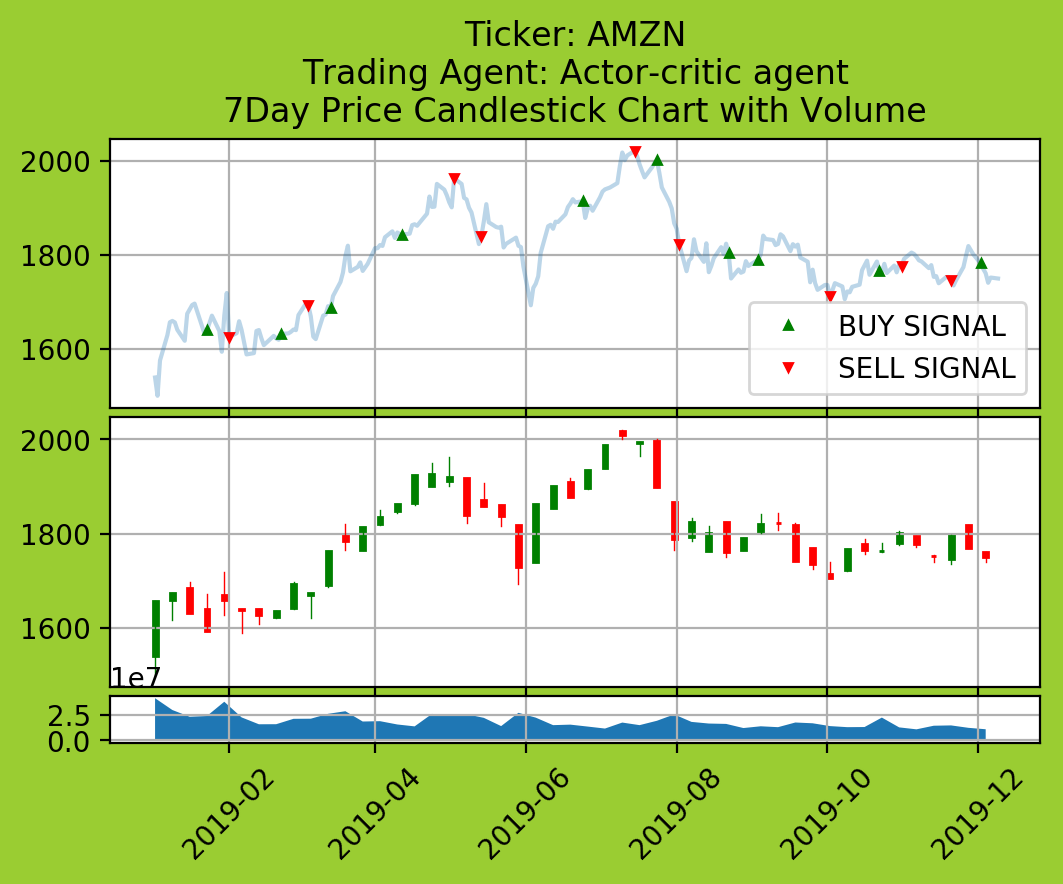 Ticker: AMZN
Trading Agent: Actor-critic agent
7Day Price Candlestick Chart with Volume
2000
1800
1600
BUY SIGNAL
SELL SIGNAL
2000
1800
1600
1e7
2.5
0.0
2019-02
2019-04
2019-06
2019-08
2019-10
2019-12